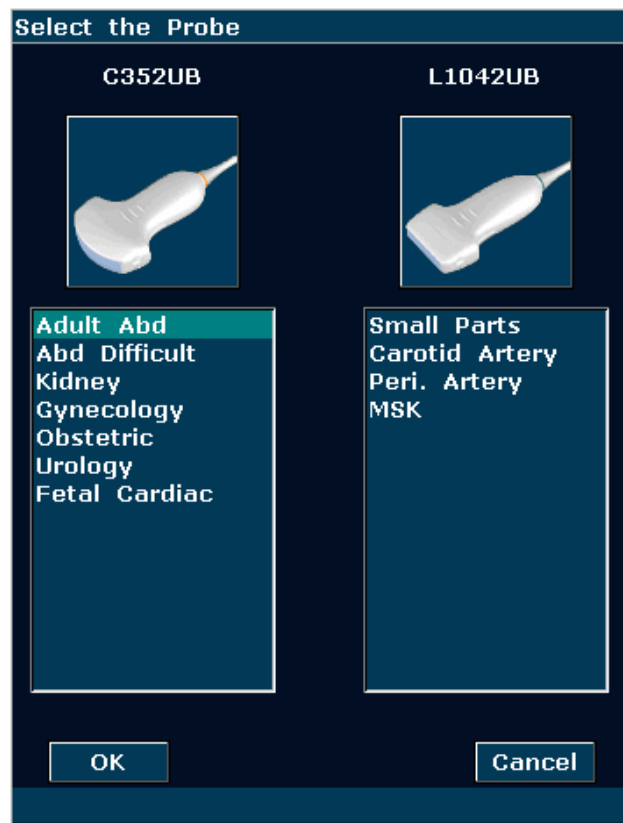 Select the Probe
C352UB
L1042UB
Adult Abd
Abd Difficult
Kidney
Gynecology
Obstetric
Urology
Fetal Cardiac
Small Parts
Carotid Artery
Peri. Artery
MSK
OK
Cancel